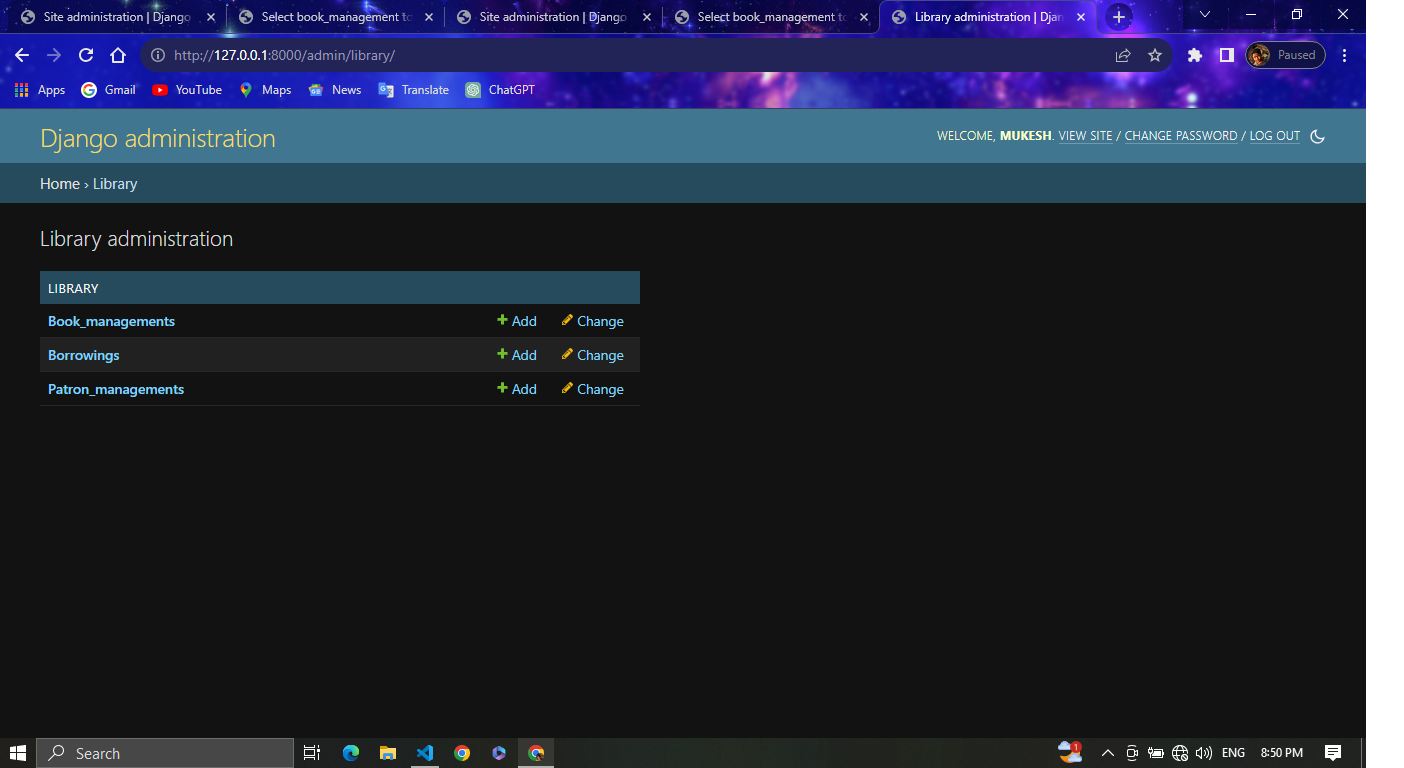 Site administration | Django
Select book_management to
Site administration | Django
Select book_management to
Library administration | Djan
http://127.0.0.1:8000/admin/library/
Paused
Apps
Gmail
YouTube
Maps
News
Translate
ChatGPT
Django administration
WELCOME, MUKESH. VIEW SITE / CHANGE PASSWORD / LOG OUT
Home › Library
Library administration
LIBRARY
Book_managements Add Change
Borrowings Add Change
Patron_managements Add Change
Search
1
ENG
8:50 PM